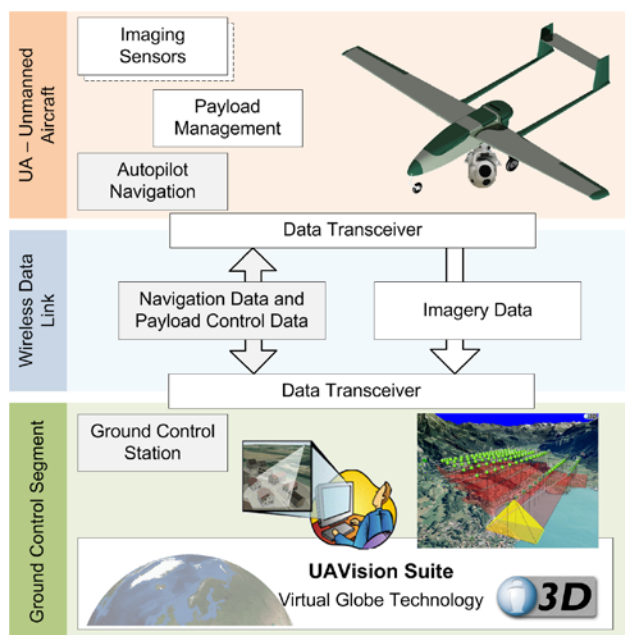 UA – Unmanned
Aircraft
Imaging
Sensors
Payload
Management
Autopilot
Navigation
Data Transceiver
Wireless Data
Link
Navigation Data and
Payload Control Data
Imagery Data
Data Transceiver
Ground Control Segment
Ground Control
Station
UAVision Suite
Virtual Globe Technology
i3D